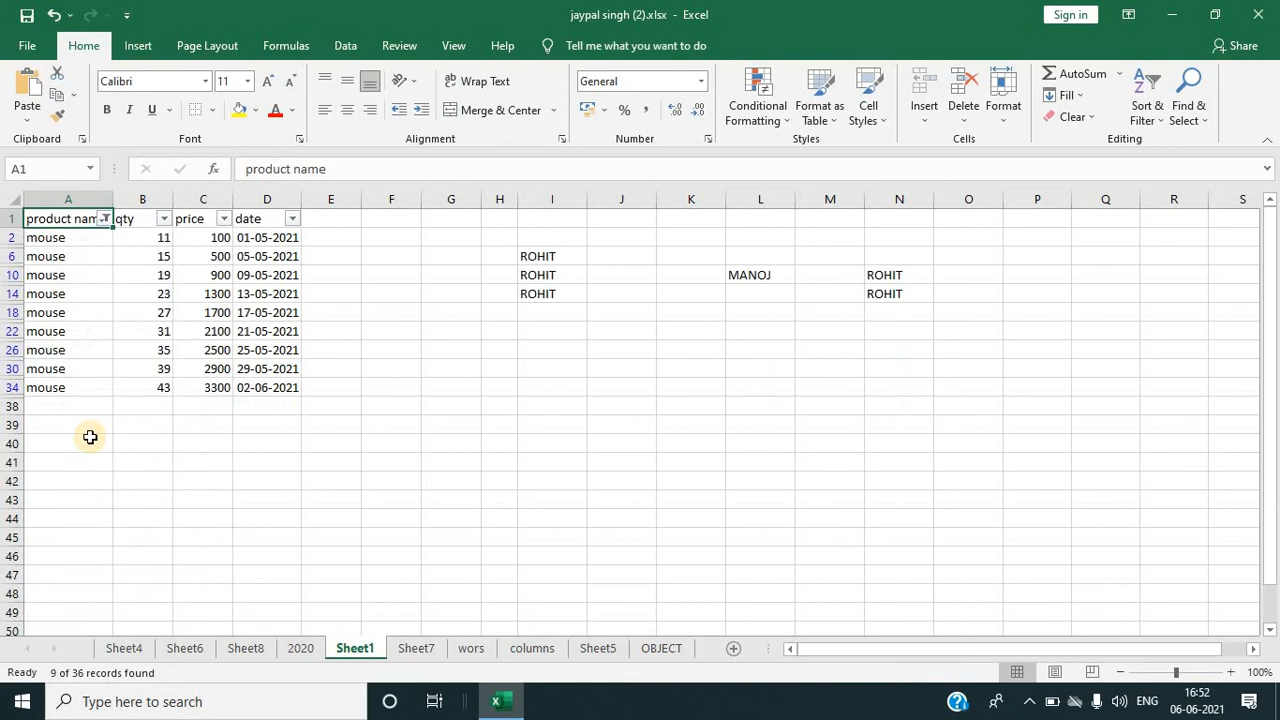 jaypal singh (2).xlsx - Excel
Sign in
File Home Insert Page Layout Formulas Data Review View Help Tell me what you want to do Share
Paste
Calibri 11
B I U
Wrap Text
Merge & Center
General
Conditional Formatting
Format as Table
Cell Styles
Insert
Delete
Format
AutoSum
Fill
Clear
Sort & Filter
Find & Select
Clipboard Font Alignment Number Styles Cells Editing
A1 fx product name
A B C D E F G H I J K L M N O P Q R S
1 product nam qty price date
2 mouse 11 100 01-05-2021
6 mouse 15 500 05-05-2021 ROHIT
10 mouse 19 900 09-05-2021 ROHIT MANOJ ROHIT
14 mouse 23 1300 13-05-2021 ROHIT ROHIT
18 mouse 27 1700 17-05-2021
22 mouse 31 2100 21-05-2021
26 mouse 35 2500 25-05-2021
30 mouse 39 2900 29-05-2021
34 mouse 43 3300 02-06-2021
38
39
40
41
42
43
44
45
46
47
48
49
50
Sheet4 Sheet6 Sheet8 2020 Sheet1 Sheet7 wors columns Sheet5 OBJECT
Ready 9 of 36 records found 100%
Type here to search
ENG
16:52
06-06-2021